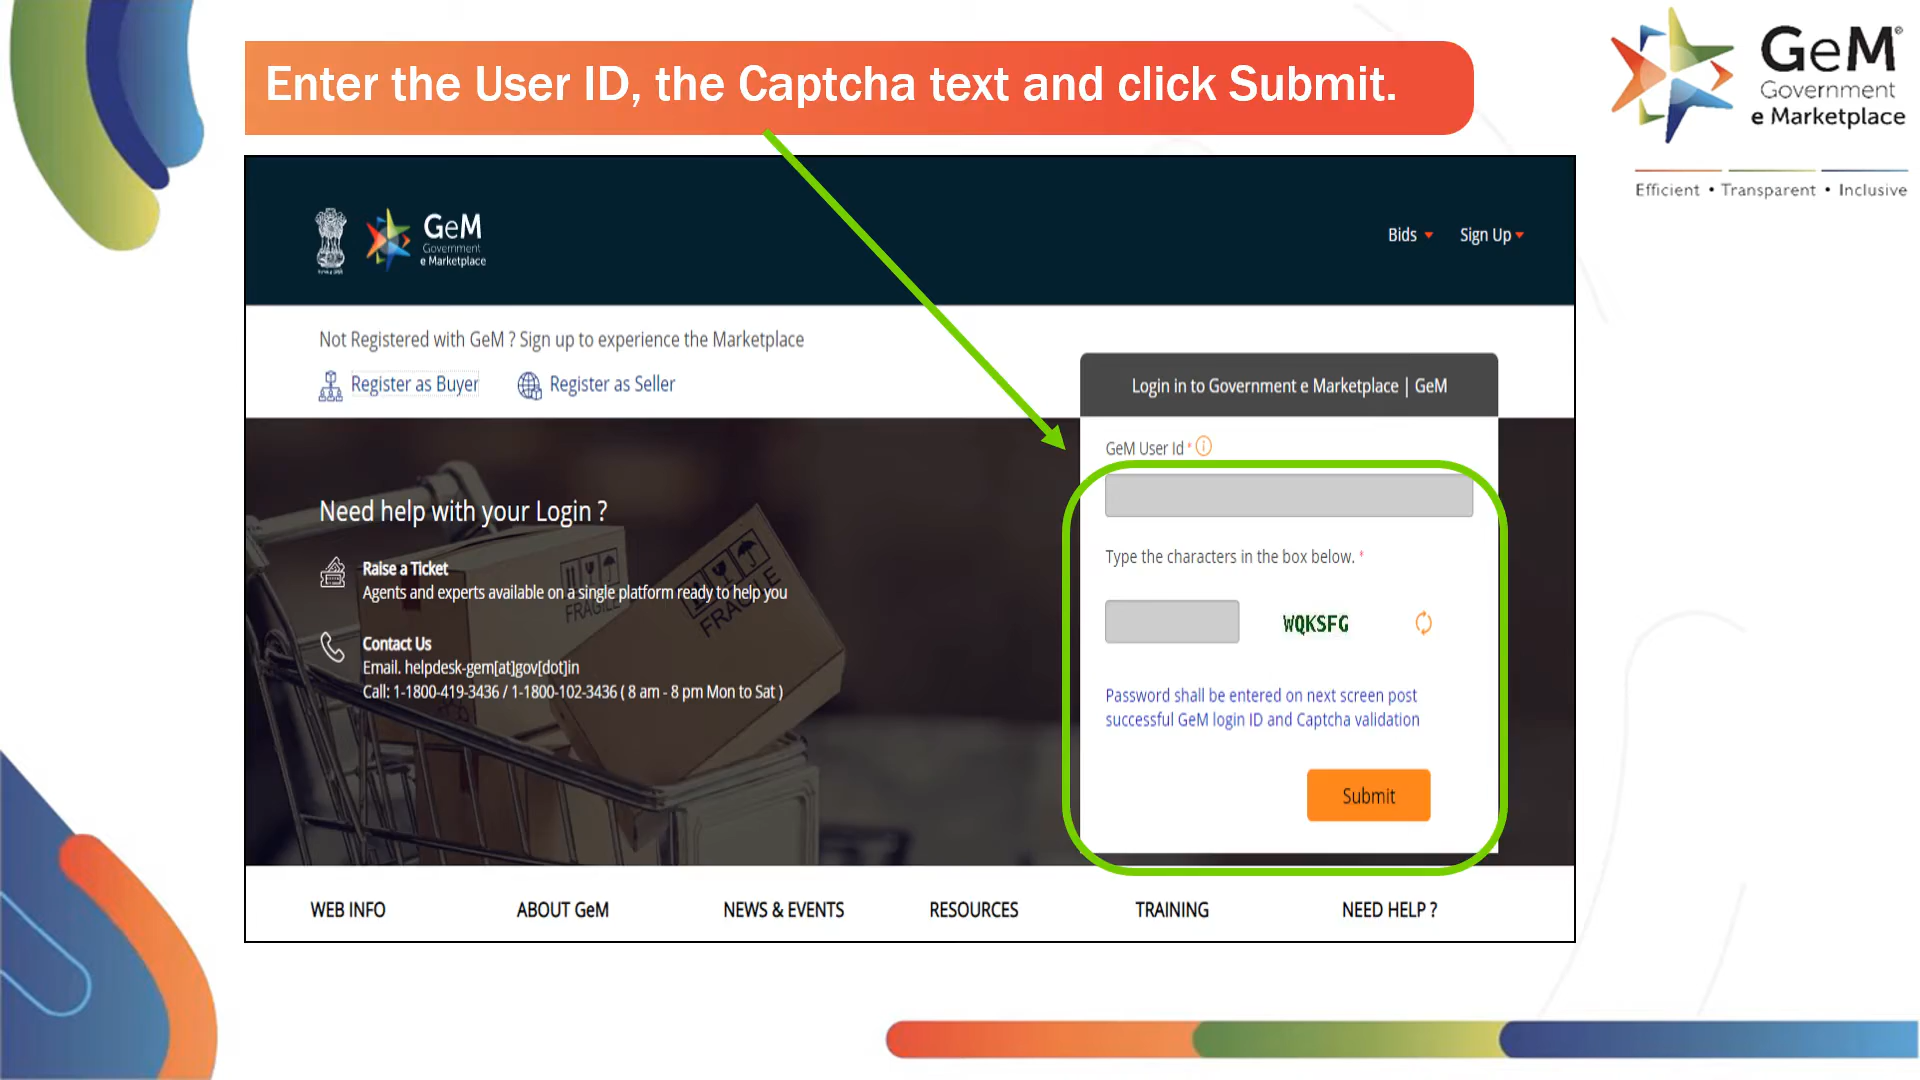 Enter the User ID, the Captcha text and click Submit.
GeM
Government
e Marketplace
Efficient • Transparent • Inclusive
GeM
Government
e Marketplace
Bids
Sign Up
Not Registered with GeM ? Sign up to experience the Marketplace
Register as Buyer
Register as Seller
Login in to Government e Marketplace | GeM
GeM User Id *
Need help with your Login ?
Type the characters in the box below. *
Raise a Ticket
Agents and experts available on a single platform ready to help you
FRAGILE
FRAGILE
WQKSFG
Contact Us
Email. helpdesk-gem[at]gov[dot]in
Call: 1-1800-419-3436 / 1-1800-102-3436 ( 8 am - 8 pm Mon to Sat )
Password shall be entered on next screen post
successful GeM login ID and Captcha validation
Submit
WEB INFO
ABOUT GeM
NEWS & EVENTS
RESOURCES
TRAINING
NEED HELP ?